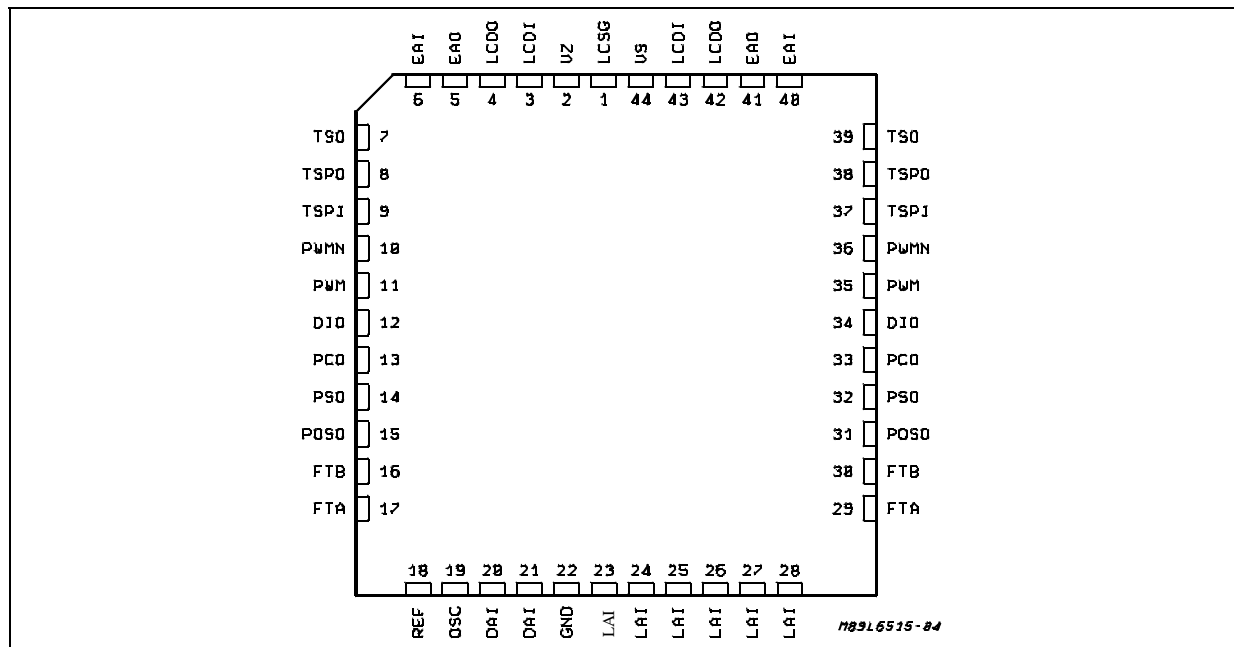 EAI EAO LCDO LCDI VZ LCSG VS LCDI LCDO EAO EAI
6 5 4 3 2 1 44 43 42 41 40
TSO 7 39 TSO
TSPO 8 38 TSPO
TSPI 9 37 TSPI
PWMN 10 36 PWMN
PWM 11 35 PWM
DIO 12 34 DIO
PCO 13 33 PCO
PSO 14 32 PSO
POSO 15 31 POSO
FTB 16 30 FTB
FTA 17 29 FTA
18 19 20 21 22 23 24 25 26 27 28
REF OSC DAI DAI GND LAI LAI LAI LAI LAI LAI
M89L6515-04